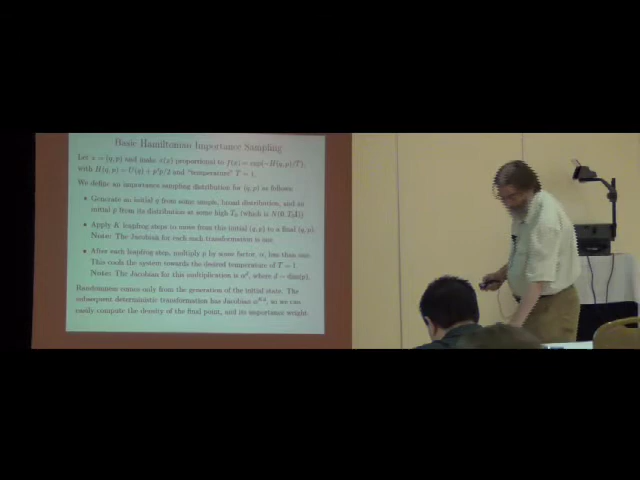 Basic Hamiltonian Importance Sampling
Let x = (q, p) and make π(x) proportional to f(x) = exp(−H(q, p)/T),
with H(q, p) = U(q) + p²p/2 and "temperature" T = 1.
We define an importance sampling distribution for (q, p) as follows
• Generate an initial q from some simple, broad distribution, and an
initial p from its distribution at some high T₀ (which is N(0, T₀I))
• Apply K leapfrog steps to move from this initial (q, p) to a final (q, p).
Note: The Jacobian for each such transformation is one
• After each leapfrog step, multiply p by some factor, α, less than one.
This cools the system towards the desired temperature of T = 1
Note: The Jacobian for this multiplication is αᵈ, where d = dim(p)
Randomness comes only from the generation of the initial state. The
subsequent deterministic transformation has Jacobian so we can
easily compute the density of the final point, and its importance weight.